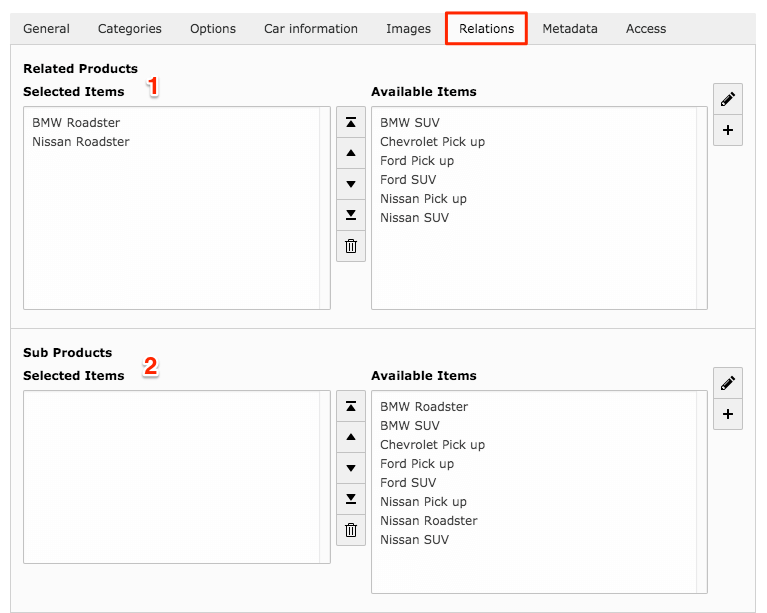 General Categories Options Car information Images Relations Metadata Access
Related Products
Selected Items 1
BMW Roadster
Nissan Roadster
Available Items
BMW SUV
Chevrolet Pick up
Ford Pick up
Ford SUV
Nissan Pick up
Nissan SUV
Sub Products
Selected Items 2
Available Items
BMW Roadster
BMW SUV
Chevrolet Pick up
Ford Pick up
Ford SUV
Nissan Pick up
Nissan Roadster
Nissan SUV